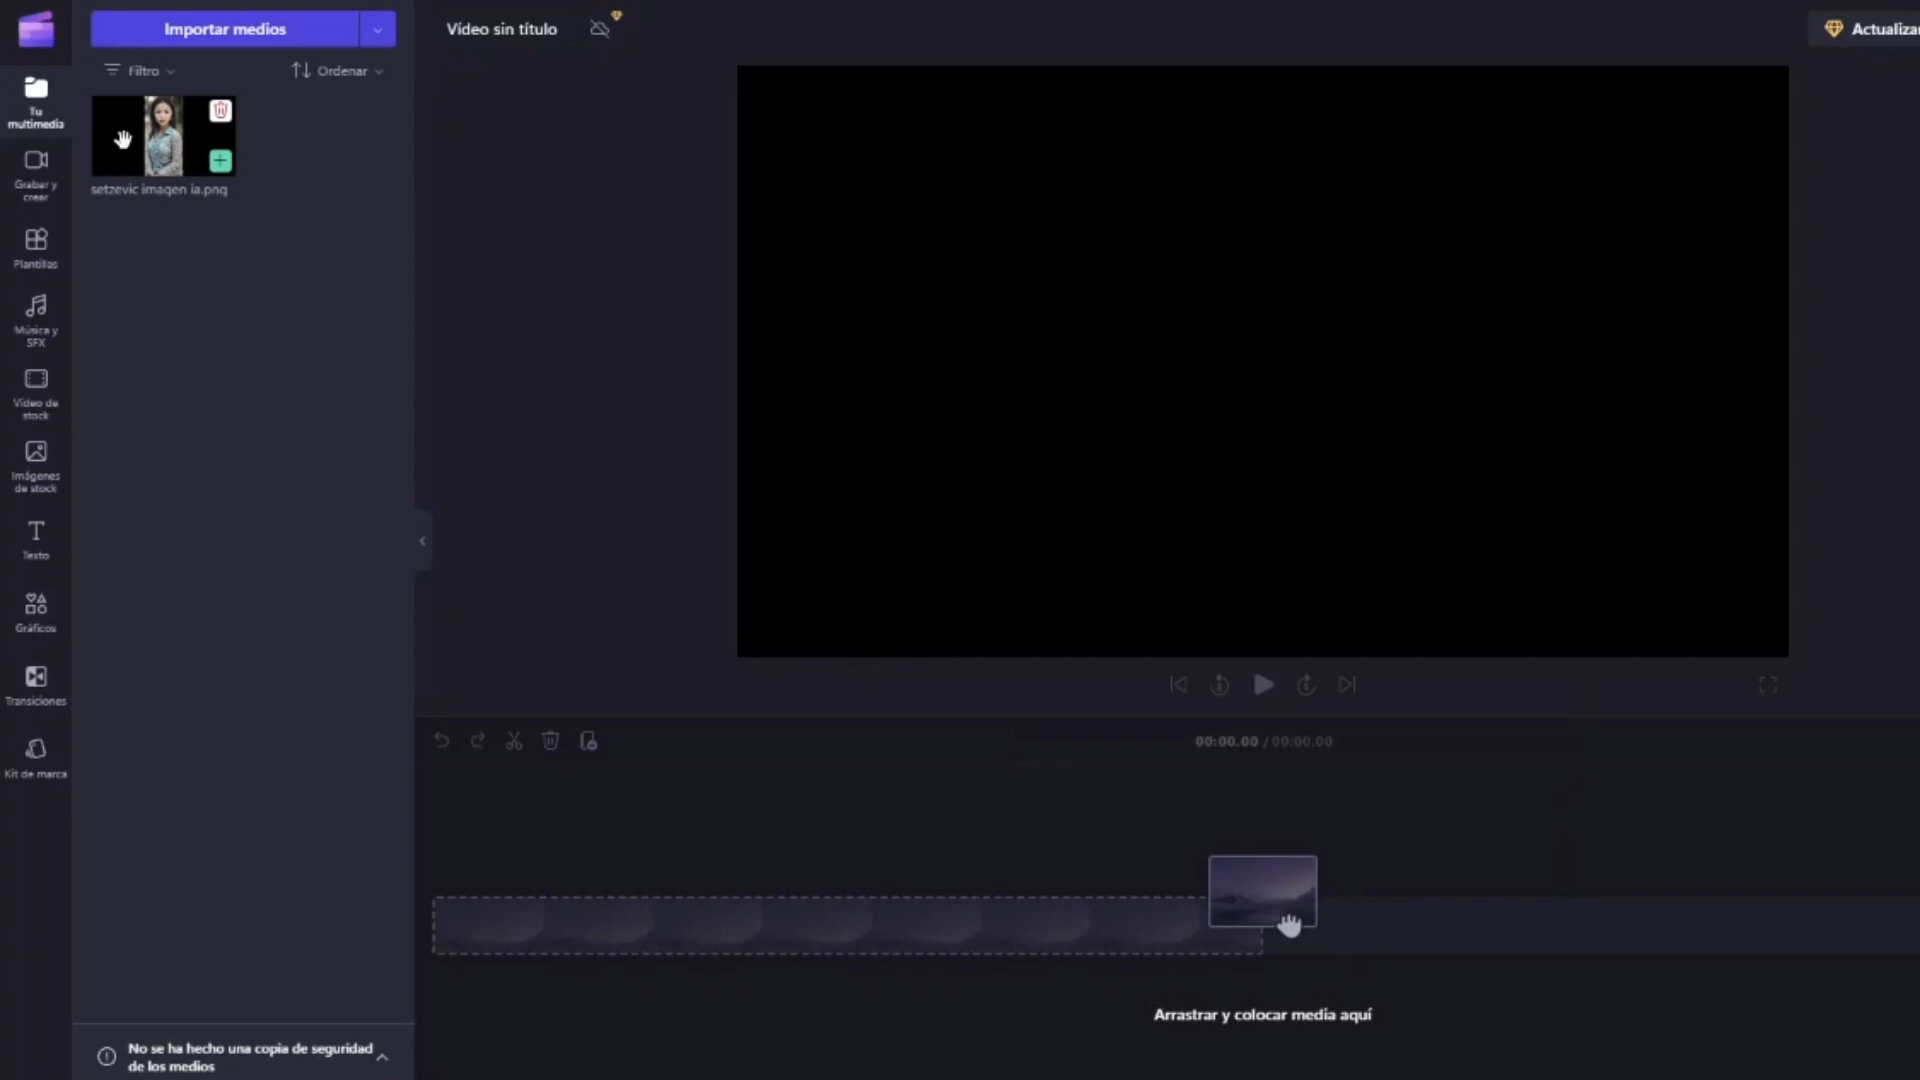 Importar medios
Filtro
Ordenar
Tu
multimedia
setzevic imagen ia.png
Grabar y
crear
Plantillas
Música y
SFX
Vídeo de
stock
Imágenes
de stock
Texto
Gráficos
Transiciones
Kit de marca
No se ha hecho una copia de seguridad
de los medios
Vídeo sin título
Actualizar
00:00.00 / 00:00.00
Arrastrar y colocar media aquí